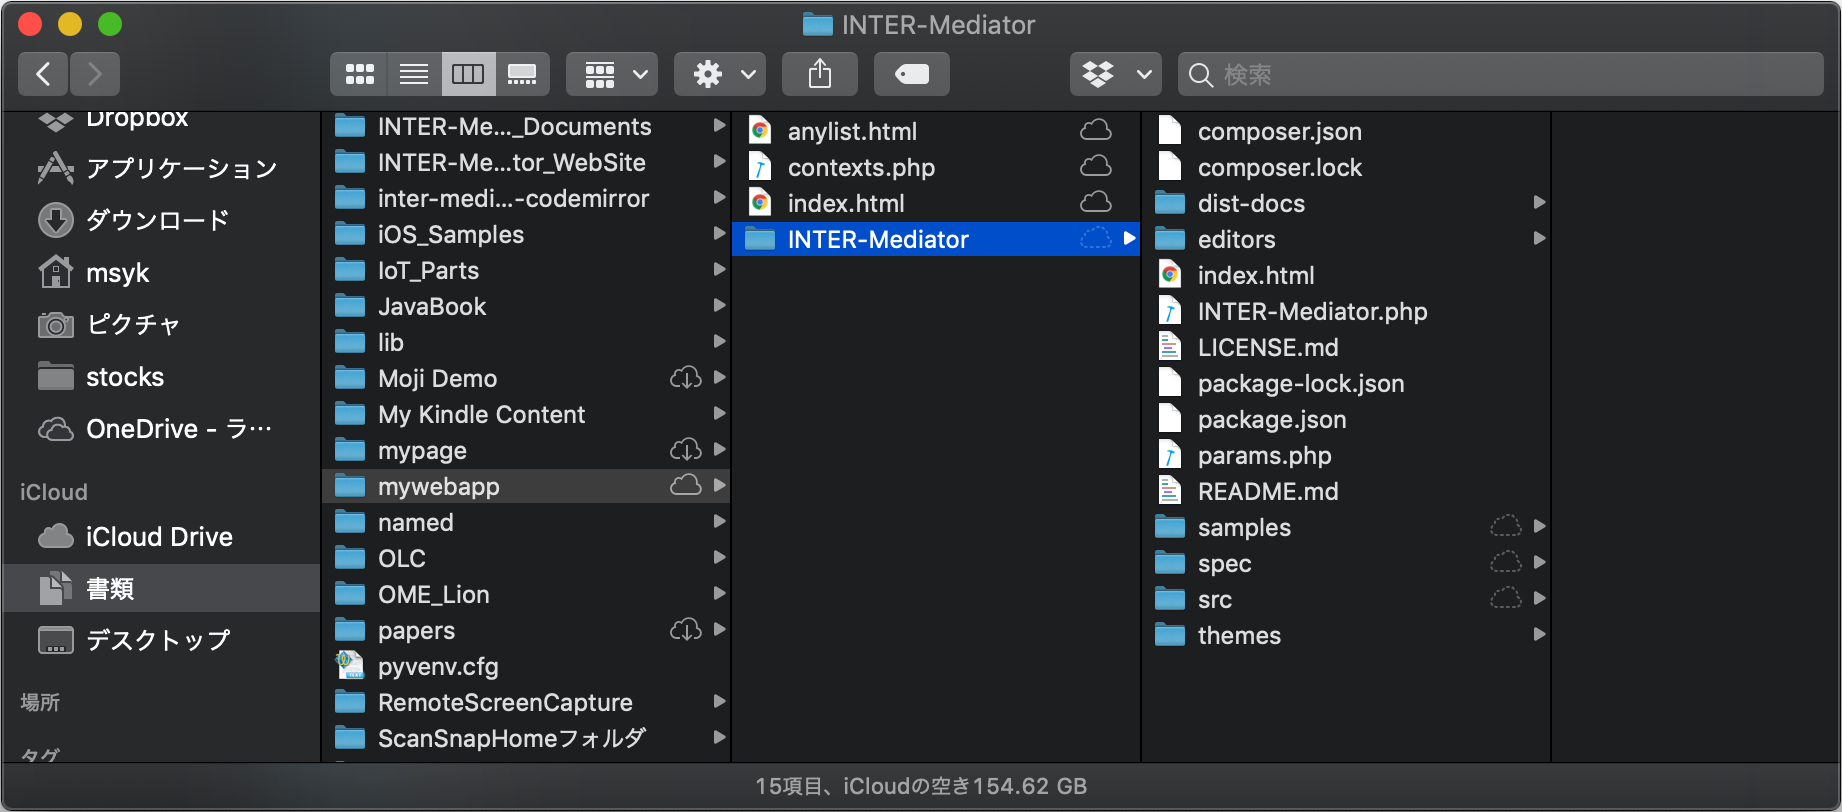 INTER-Mediator
検索
Dropbox
アプリケーション
ダウンロード
msyk
ピクチャ
stocks
OneDrive - ラ…
iCloud
iCloud Drive
書類
デスクトップ
場所
タグ
INTER-Me..._Documents
INTER-Me...tor_WebSite
inter-medi...-codemirror
iOS_Samples
IoT_Parts
JavaBook
lib
Moji Demo
My Kindle Content
mypage
mywebapp
named
OLC
OME_Lion
papers
pyvenv.cfg
RemoteScreenCapture
ScanSnapHomeフォルダ
anylist.html
contexts.php
index.html
INTER-Mediator
composer.json
composer.lock
dist-docs
editors
index.html
INTER-Mediator.php
LICENSE.md
package-lock.json
package.json
params.php
README.md
samples
spec
src
themes
15項目、iCloudの空き154.62 GB